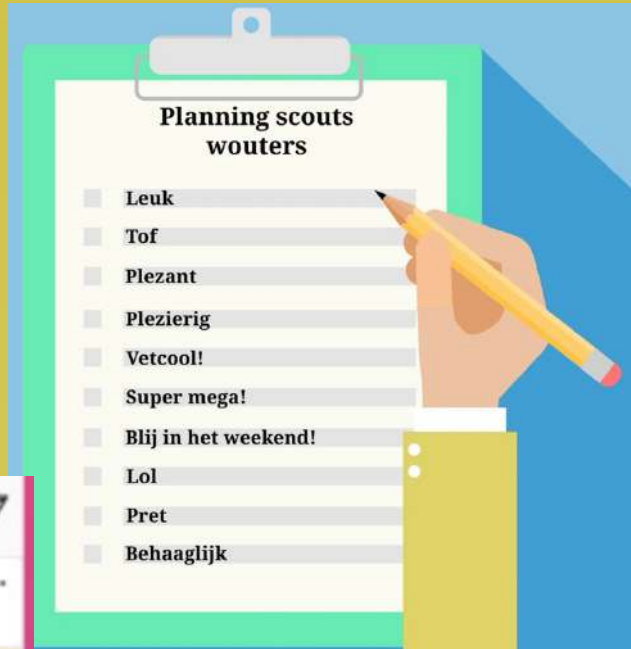 Planning scouts
wouters
Leuk
Tof
Plezant
Plezierig
Vetcool!
Super mega!
Blij in het weekend!
Lol
Pret
Behaaglijk